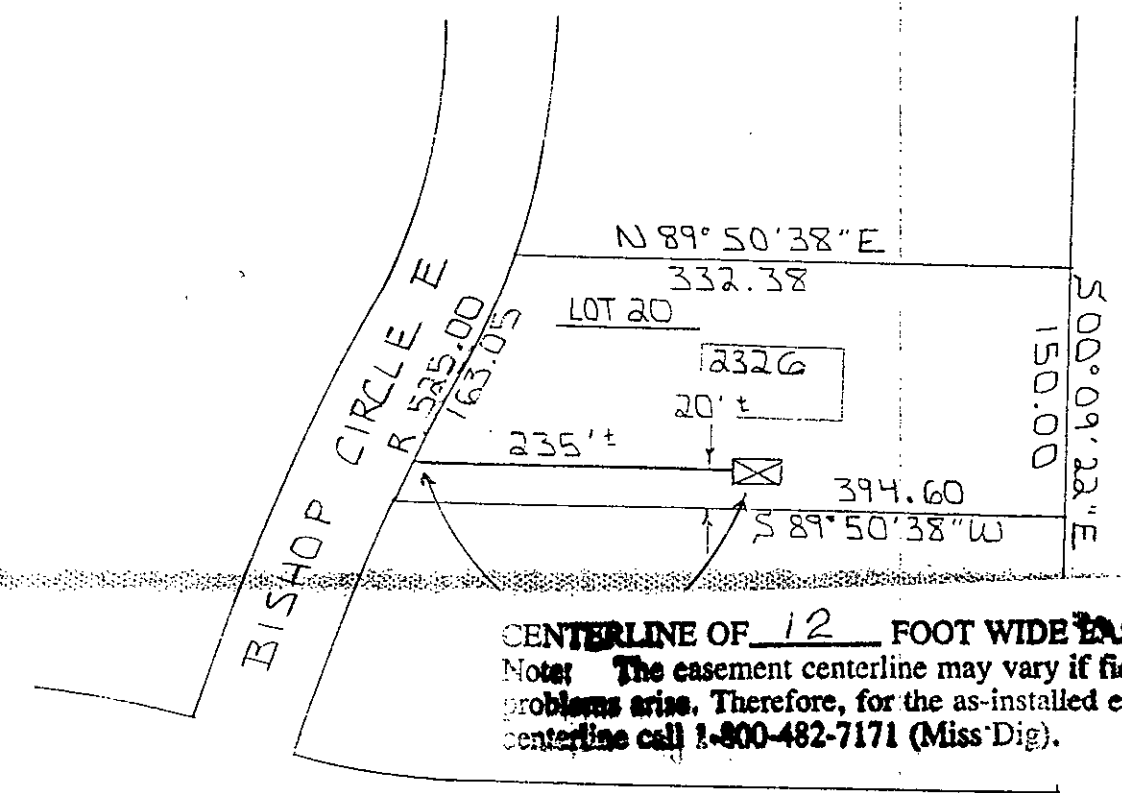 N 89° 50' 38" E
332.38
LOT 20
2326
20' ±
235' ±
394.60
S 89° 50' 38" W
S 00° 09' 22" E
150.00
BISHOP CIRCLE E
R 525.00
163.05
CENTERLINE OF 12 FOOT WIDE
Note: The easement centerline may vary if
problems arise. Therefore, for the as-installed
centerline call 1-800-482-7171 (Miss Dig).